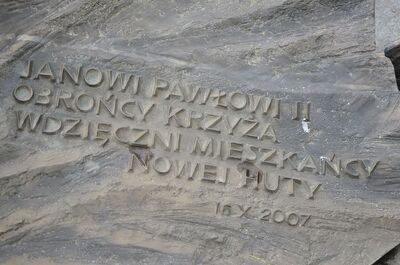 JANOWI PAWŁOWI II
OBROŃCY KRZYŻA
WDZIĘCZNI MIESZKAŃCY
NOWEJ HUTY
16 X 2007